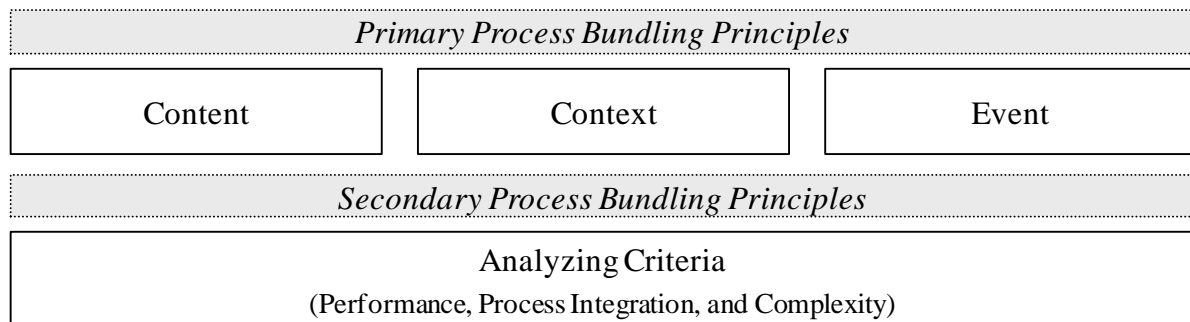 Primary Process Bundling Principles
Content Context Event
Secondary Process Bundling Principles
Analyzing Criteria
(Performance, Process Integration, and Complexity)